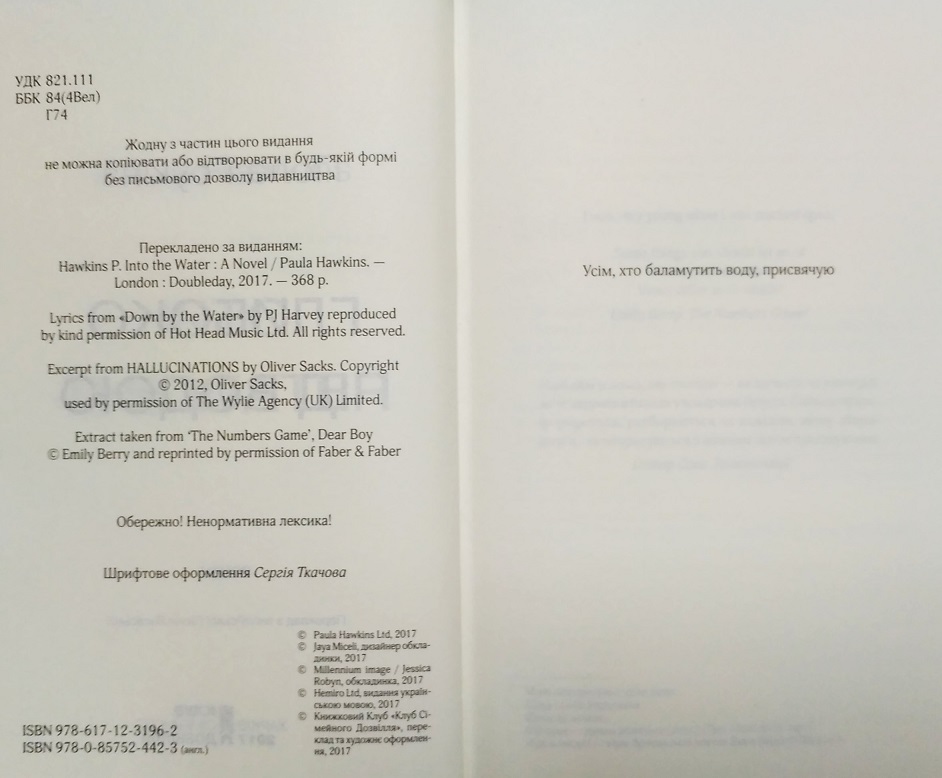 УДК 821.111
ББК 84(4Вел)
Г74
Жодну з частин цього видання
не можна копіювати або відтворювати в будь-якій формі
без письмового дозволу видавництва
Перекладено за виданням:
Hawkins P. Into the Water : A Novel / Paula Hawkins. —
London : Doubleday, 2017. — 368 p.
Lyrics from «Down by the Water» by PJ Harvey reproduced
by kind permission of Hot Head Music Ltd. All rights reserved.
Excerpt from HALLUCINATIONS by Oliver Sacks. Copyright
© 2012, Oliver Sacks,
used by permission of The Wylie Agency (UK) Limited.
Extract taken from ‘The Numbers Game’, Dear Boy
© Emily Berry and reprinted by permission of Faber & Faber
Обережно! Ненормативна лексика!
Шрифтове оформлення Сергія Ткачова
© Paula Hawkins Ltd, 2017
© Jaya Miceli, дизайнер обкла-
динки, 2017
© Millennium image / Jessica
Robyn, обкладинка, 2017
© Hemiro Ltd, видання україн-
ською мовою, 2017
© Книжковий Клуб «Клуб Сі-
мейного Дозвілля», пере-
клад та художнє оформлен-
ня, 2017
ISBN 978-617-12-3196-2
ISBN 978-0-85752-442-3 (англ.)
Усім, хто баламутить воду, присвячую